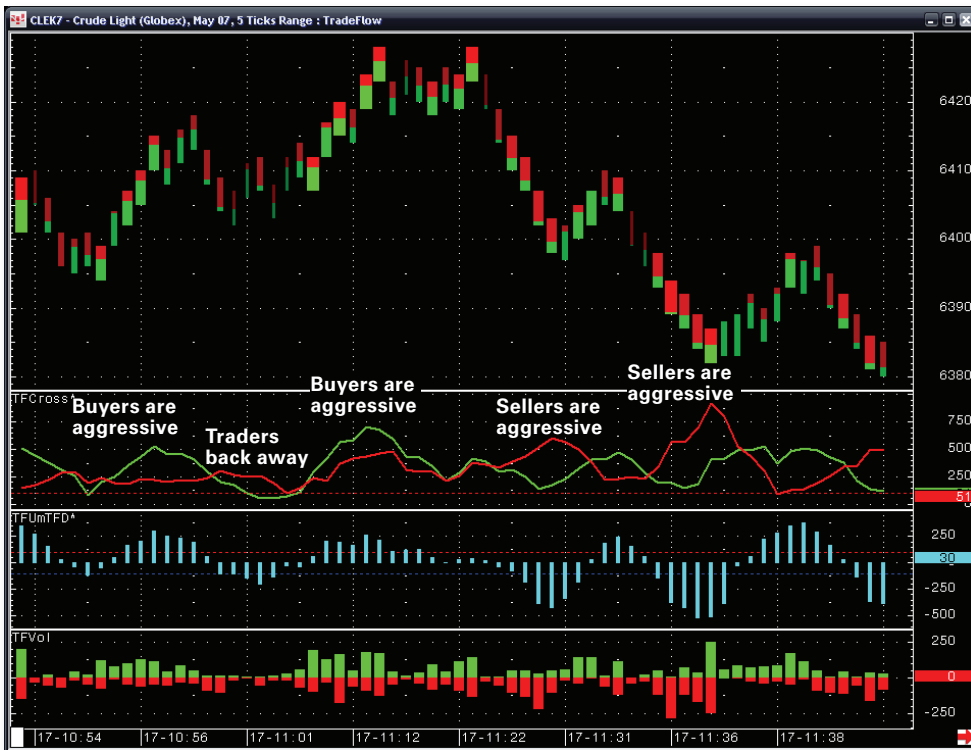 CLEK7 - Crude Light (Globex), May 07, 5 Ticks Range : TradeFlow
6420
6410
6400
6390
6380
TFCross*
Buyers are
aggressive
Traders
back away
Buyers are
aggressive
Sellers are
aggressive
Sellers are
aggressive
750
500
250
51
TFUmTFD*
250
30
-250
-500
TFVol
250
0
-250
17-10:54 17-10:56 17-11:01 17-11:12 17-11:22 17-11:31 17-11:36 17-11:38